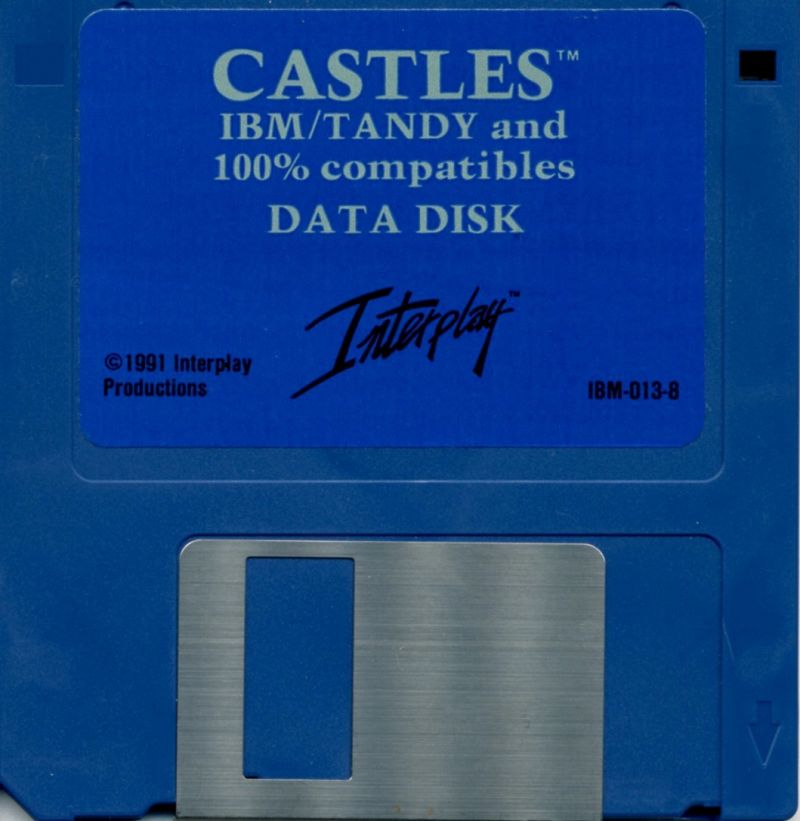 CASTLES™
IBM/TANDY and
100% compatibles
DATA DISK
Interplay™
©1991 Interplay
Productions
IBM-013-8